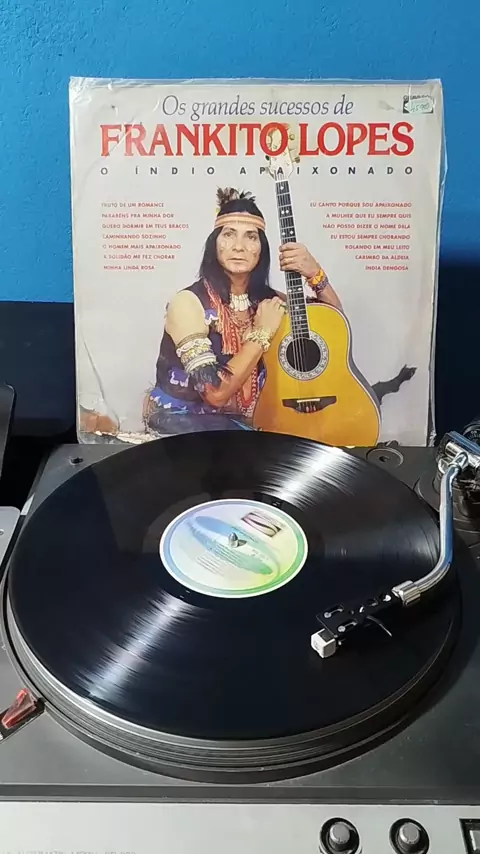 Os grandes sucessos de
FRANKITO LOPES
O ÍNDIO APAIXONADO
FRUTO DE UM ROMANCE
PARABÉNS PRA MINHA DOR
QUERO DORMIR EM TEUS BRAÇOS
CAMINHANDO SOZINHO
O HOMEM MAIS APAIXONADO
A SOLIDÃO ME FEZ CHORAR
MINHA LINDA ROSA
EU CANTO PORQUE SOU APAIXONADO
A MULHER QUE EU SEMPRE QUIS
NÃO POSSO DIZER O NOME DELA
EU ESTOU SEMPRE CHORANDO
ROLANDO EM MEU LEITO
CARIMBÓ DA ALDEIA
ÍNDIA DENGOSA